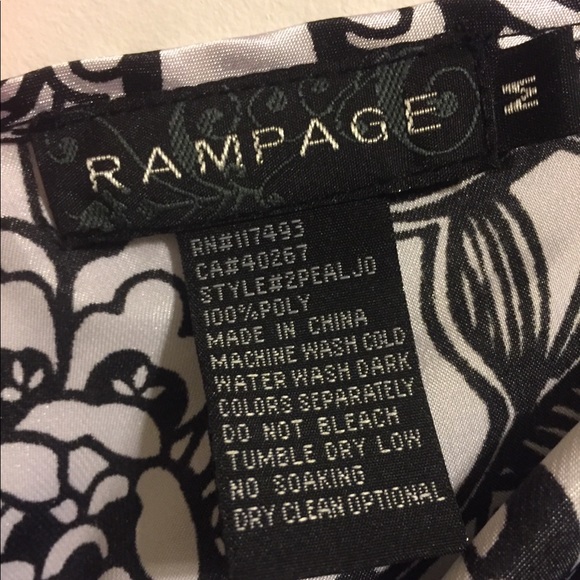 RAMPAGE
M
RN#117493
CA#40267
STYLE#2PEALJO
100%POLY
MADE IN CHINA
MACHINE WASH COLD
WATER WASH DARK
COLORS SEPARATELY
DO NOT BLEACH
TUMBLE DRY LOW
NO SOAKING
DRY CLEAN OPTIONAL